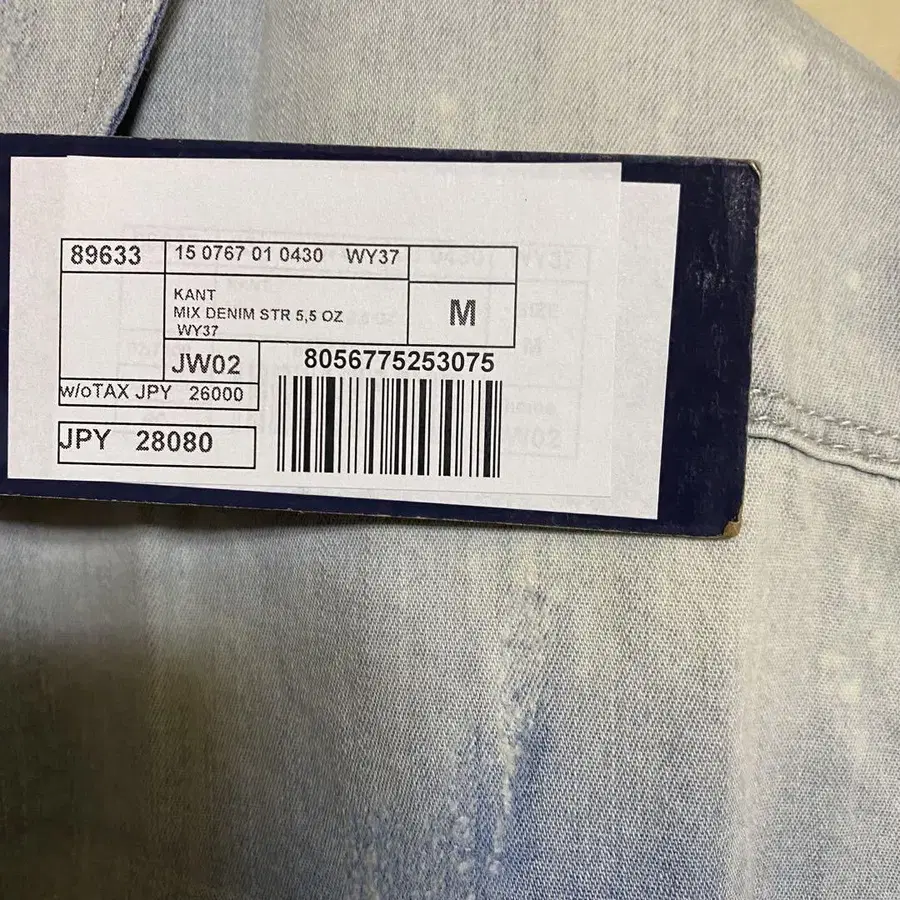 89633
15 0767 01 0430 WY37
KANT
MIX DENIM STR 5,5 OZ
WY37
M
JW02
8056775253075
w/oTAX JPY 26000
JPY 28080